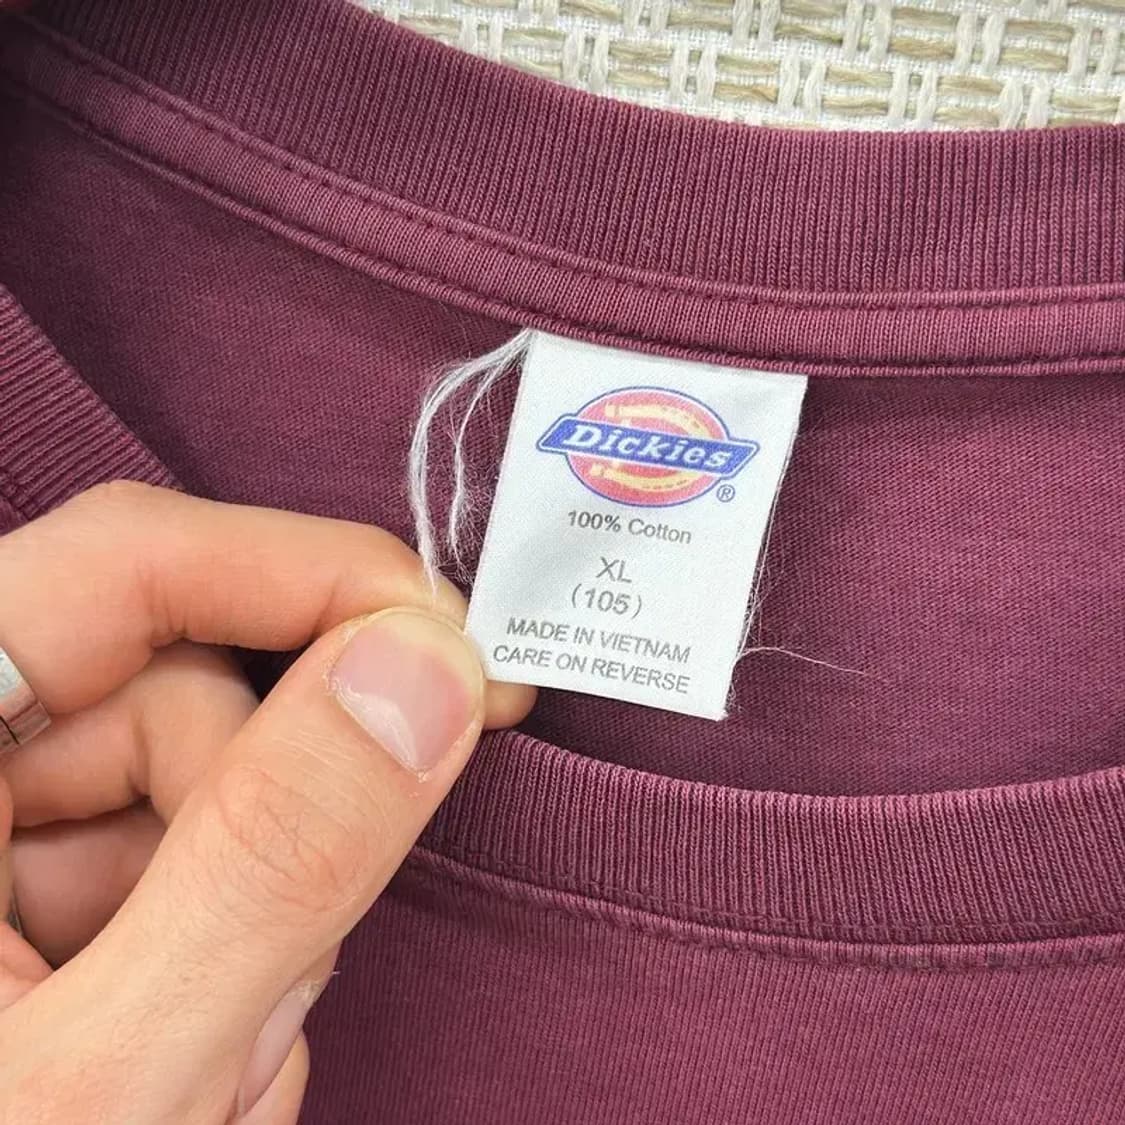 Dickies®
100% Cotton
XL
(105)
MADE IN VIETNAM
CARE ON REVERSE